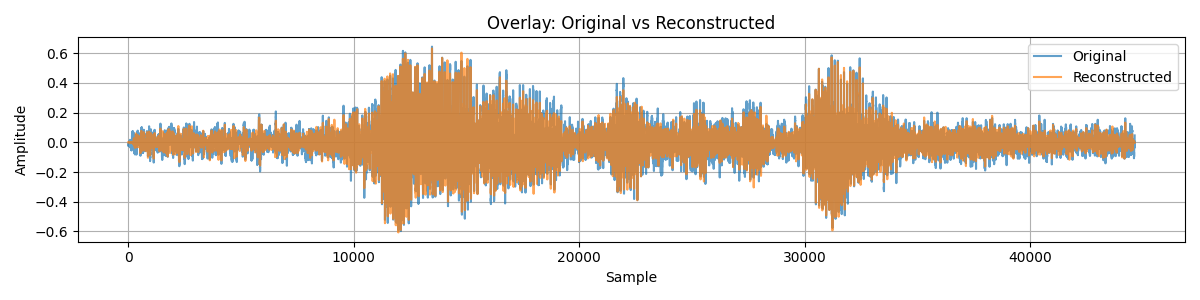 Overlay: Original vs Reconstructed
Original
Reconstructed
Amplitude
0.6
0.4
0.2
0.0
−0.2
−0.4
−0.6
0 10000 20000 30000 40000
Sample